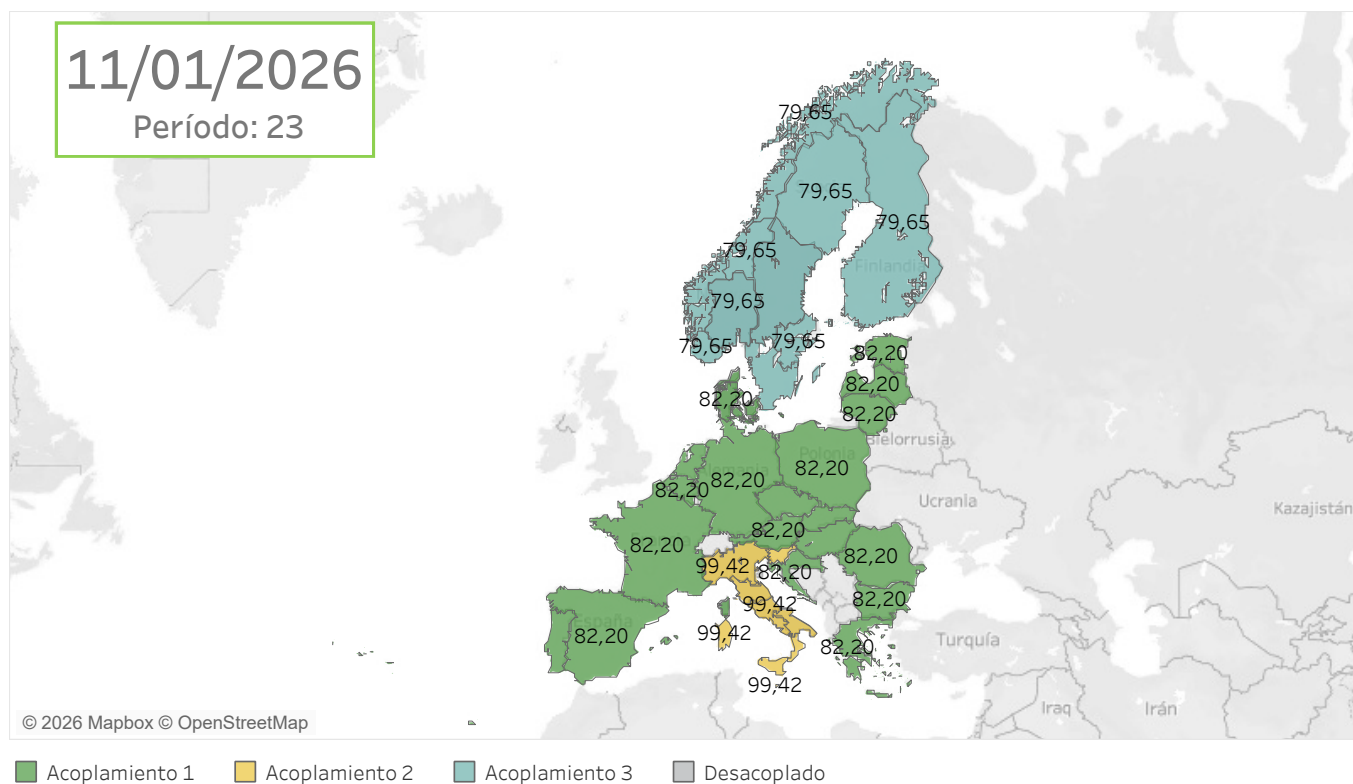 11/01/2026
Período: 23
79,65
79,65
79,65
79,65
Finlandia
79,65
79,65
79,65
82,20
82,20
82,20
82,20
Bielorrusia
Polonia
82,20
Alemania
82,20
82,20
Ucrania
Kazajistán
82,20
82,20
82,20
99,42
82,20
82,20
99,42
España
82,20
99,42
82,20
Turquía
99,42
Iraq
Irán
© 2026 Mapbox © OpenStreetMap
Acoplamiento 1
Acoplamiento 2
Acoplamiento 3
Desacoplado